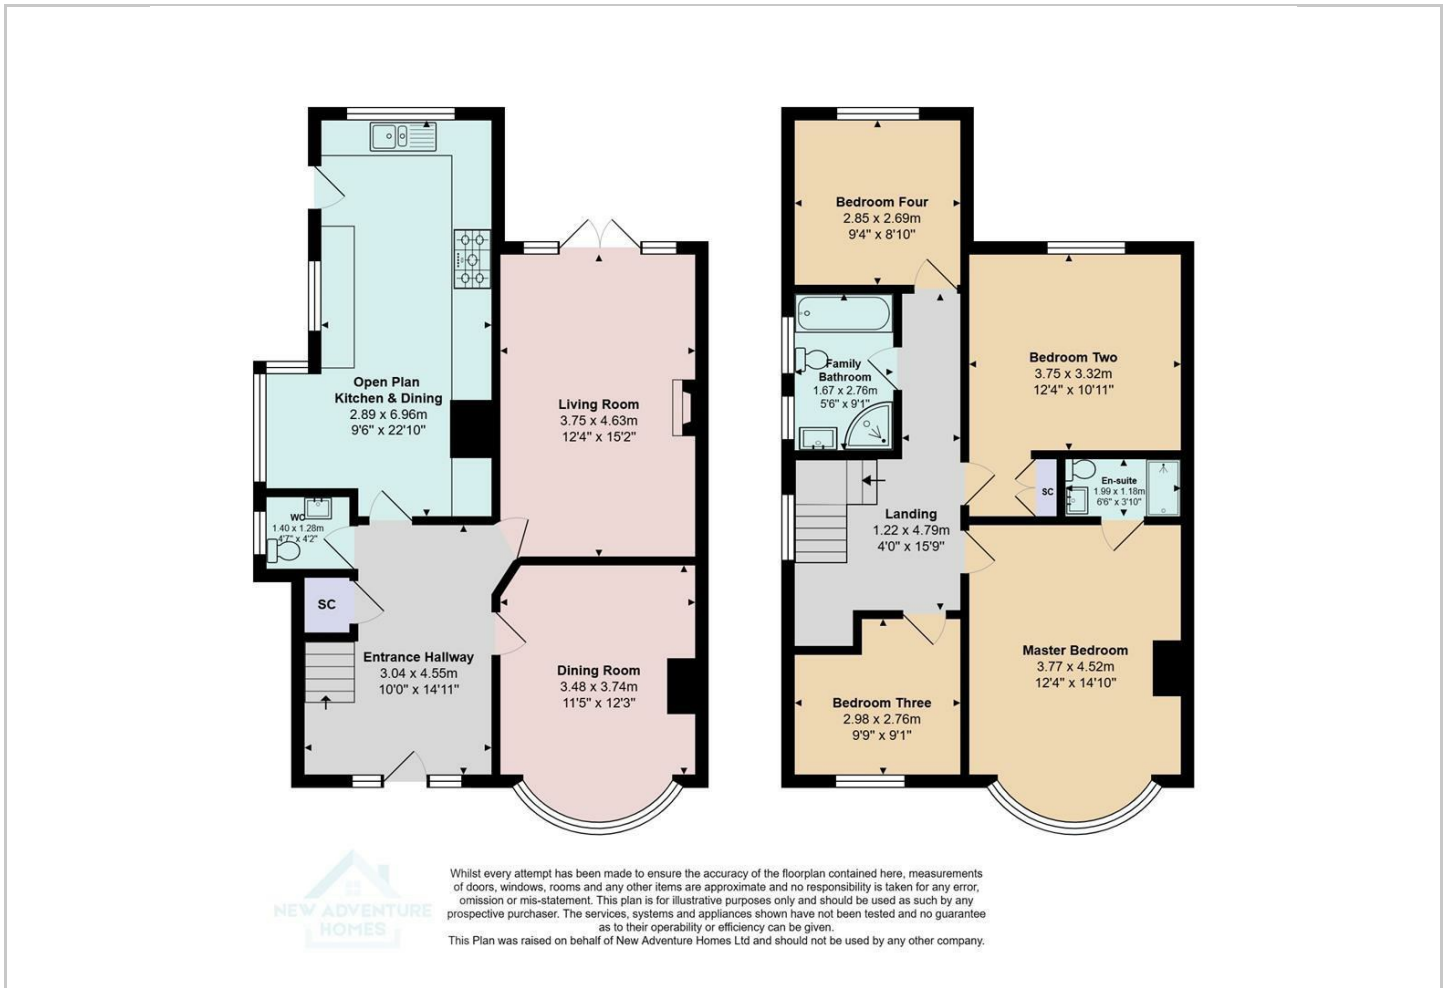 Open Plan
Kitchen & Dining
2.89 x 6.96m
9'6" x 22'10"
Living Room
3.75 x 4.63m
12'4" x 15'2"
WC
1.40 x 1.28m
4'7" x 4'2"
SC
Entrance Hallway
3.04 x 4.55m
10'0" x 14'11"
Dining Room
3.48 x 3.74m
11'5" x 12'3"
Bedroom Four
2.85 x 2.69m
9'4" x 8'10"
Family
Bathroom
1.67 x 2.76m
5'6" x 9'1"
Bedroom Two
3.75 x 3.32m
12'4" x 10'11"
SC
En-suite
1.99 x 1.18m
6'6" x 3'10"
Landing
1.22 x 4.79m
4'0" x 15'9"
Master Bedroom
3.77 x 4.52m
12'4" x 14'10"
Bedroom Three
2.98 x 2.76m
9'9" x 9'1"
NEW ADVENTURE
HOMES
Whilst every attempt has been made to ensure the accuracy of the floorplan contained here, measurements
of doors, windows, rooms and any other items are approximate and no responsibility is taken for any error,
omission or mis-statement. This plan is for illustrative purposes only and should be used as such by any
prospective purchaser. The services, systems and appliances shown have not been tested and no guarantee
as to their operability or efficiency can be given.
This Plan was raised on behalf of New Adventure Homes Ltd and should not be used by any other company.